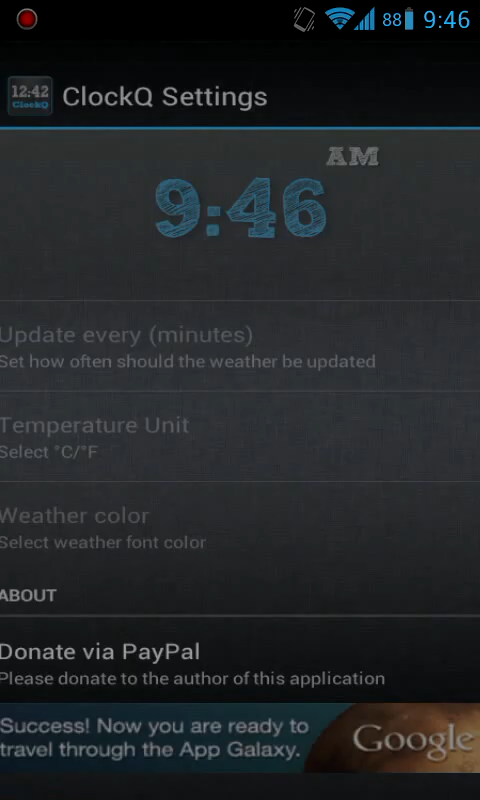 88 9:46
12:42
ClockQ
ClockQ Settings
AM
9:46
Update every (minutes)
Set how often should the weather be updated
Temperature Unit
Select °C/°F
Weather color
Select weather font color
ABOUT
Donate via PayPal
Please donate to the author of this application
Success! Now you are ready to
travel through the App Galaxy.
Google